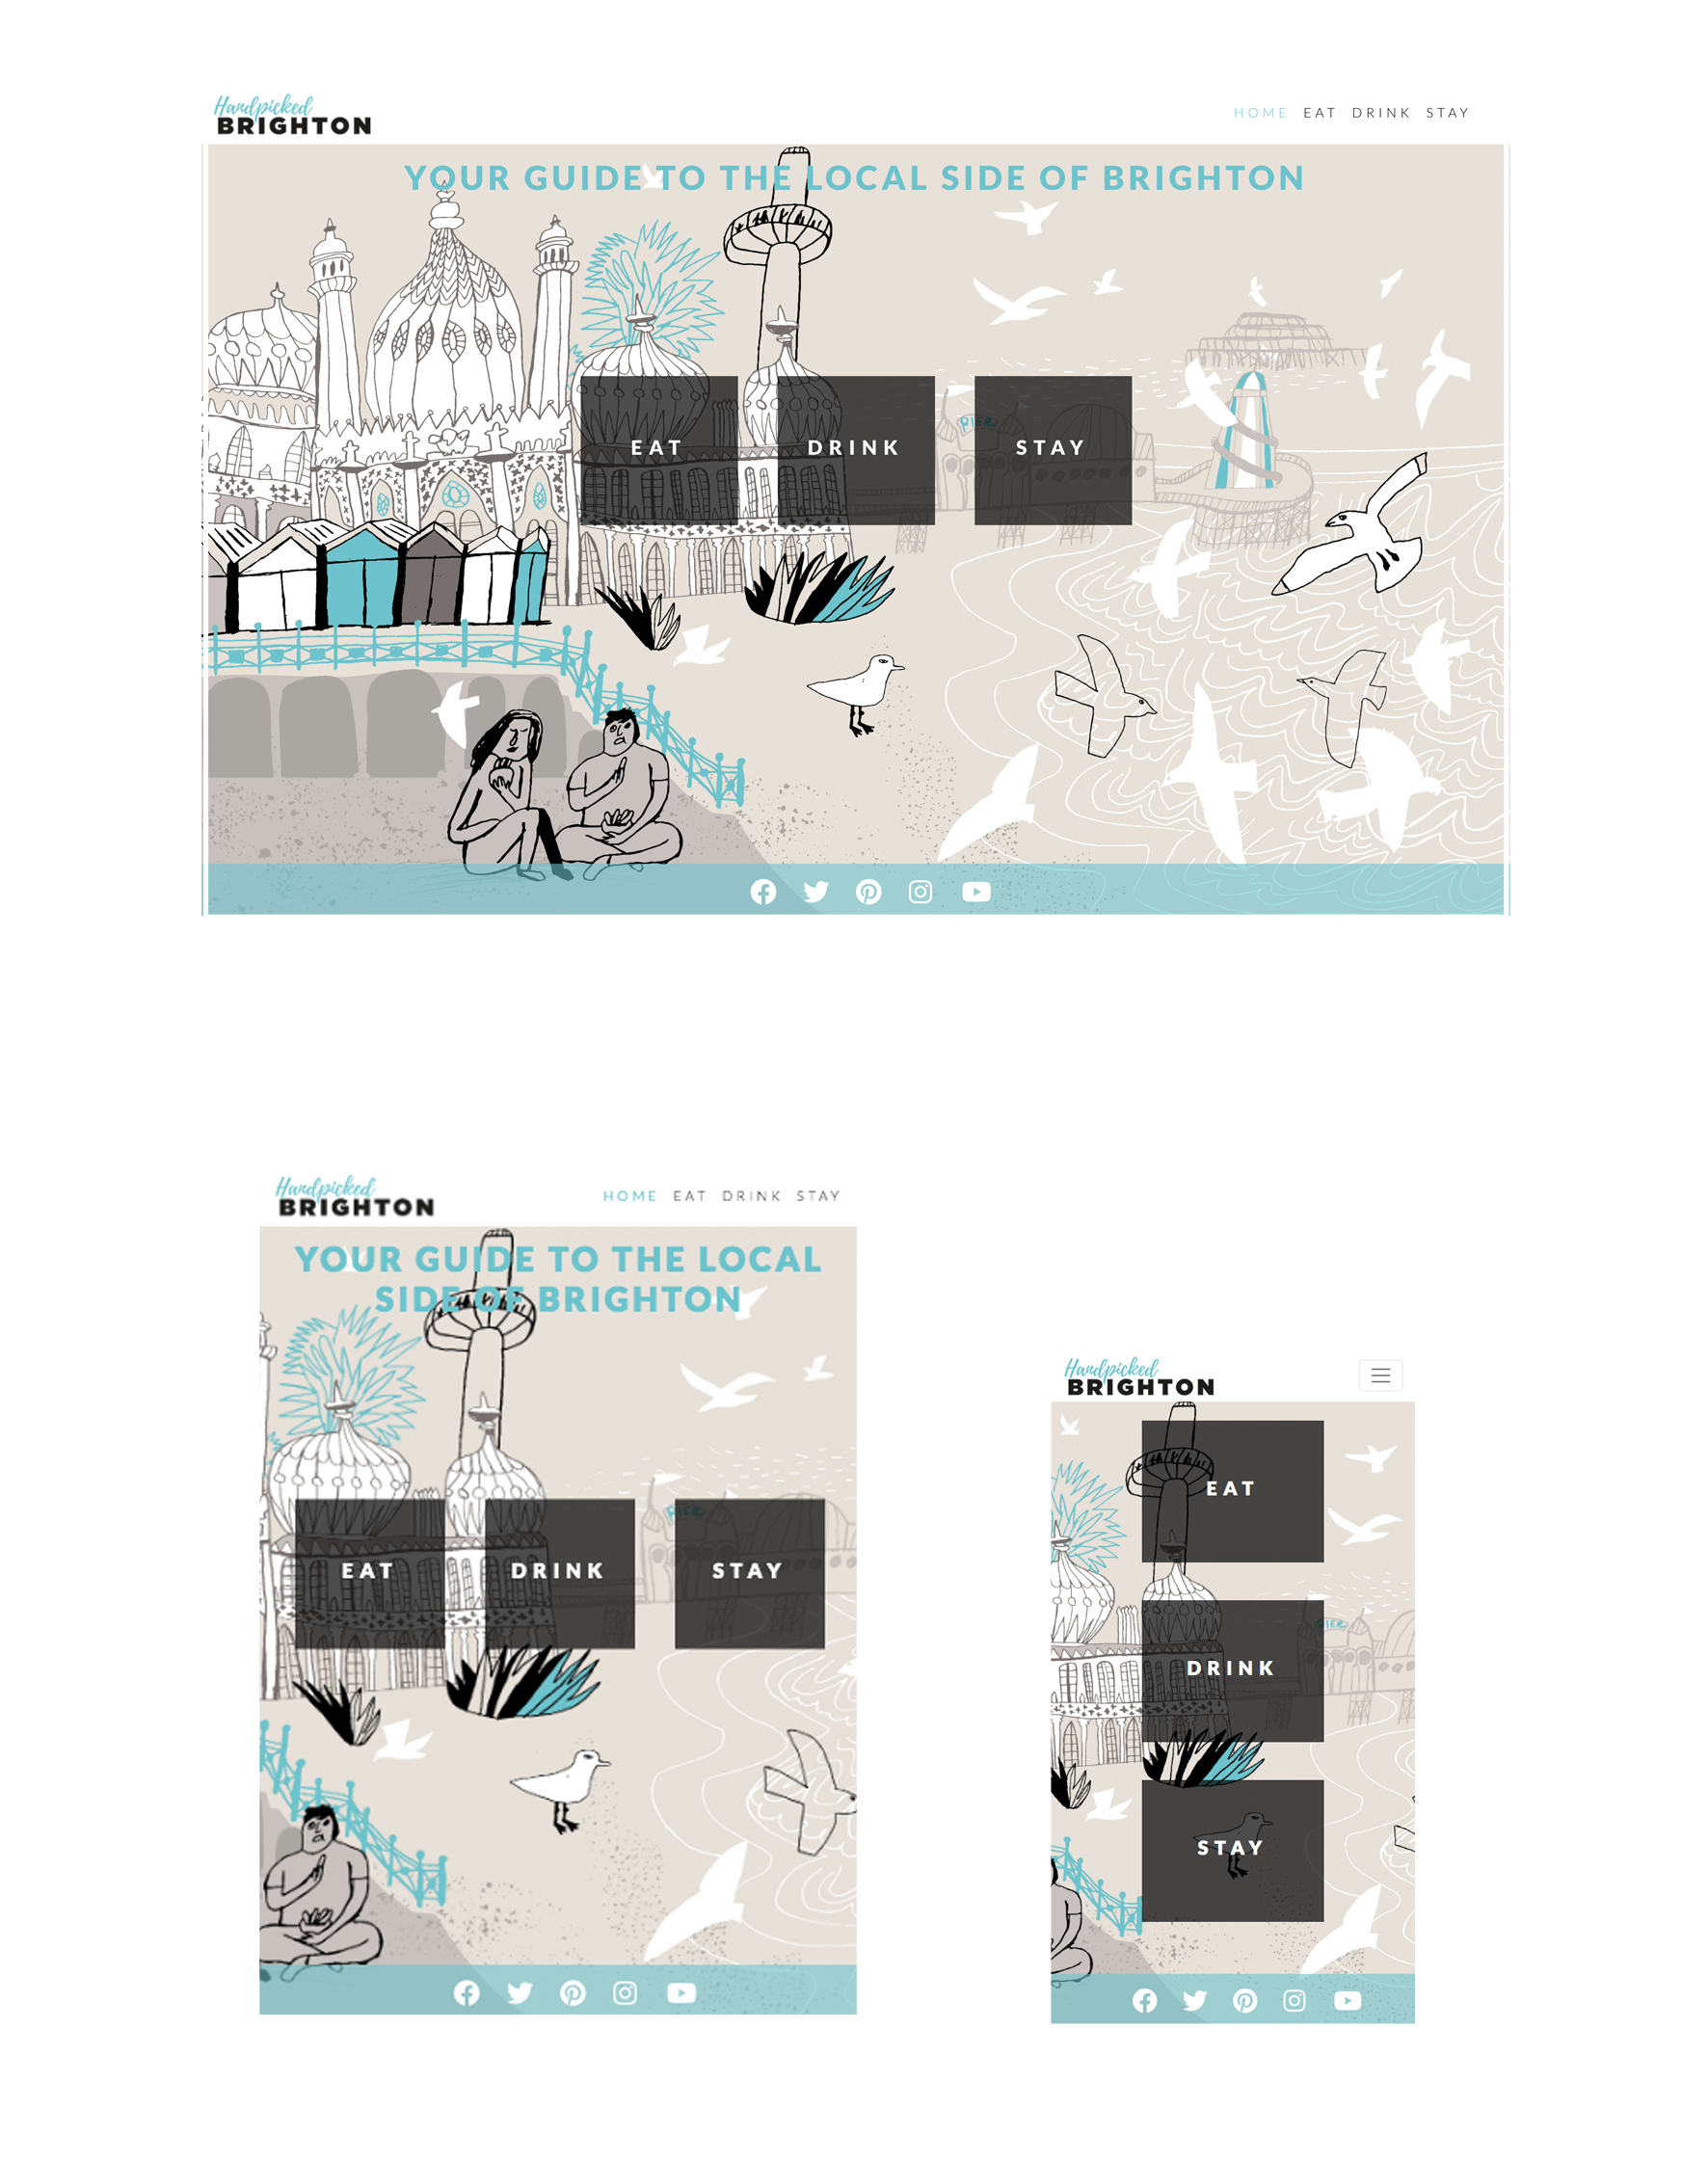 Handpicked
BRIGHTON
HOME EAT DRINK STAY
YOUR GUIDE TO THE LOCAL SIDE OF BRIGHTON
PIER
EAT
DRINK
STAY
Handpicked
BRIGHTON
HOME EAT DRINK STAY
YOUR GUIDE TO THE LOCAL
SIDE OF BRIGHTON
PIER
EAT
DRINK
STAY
Handpicked
BRIGHTON
EAT
PIER
DRINK
STAY